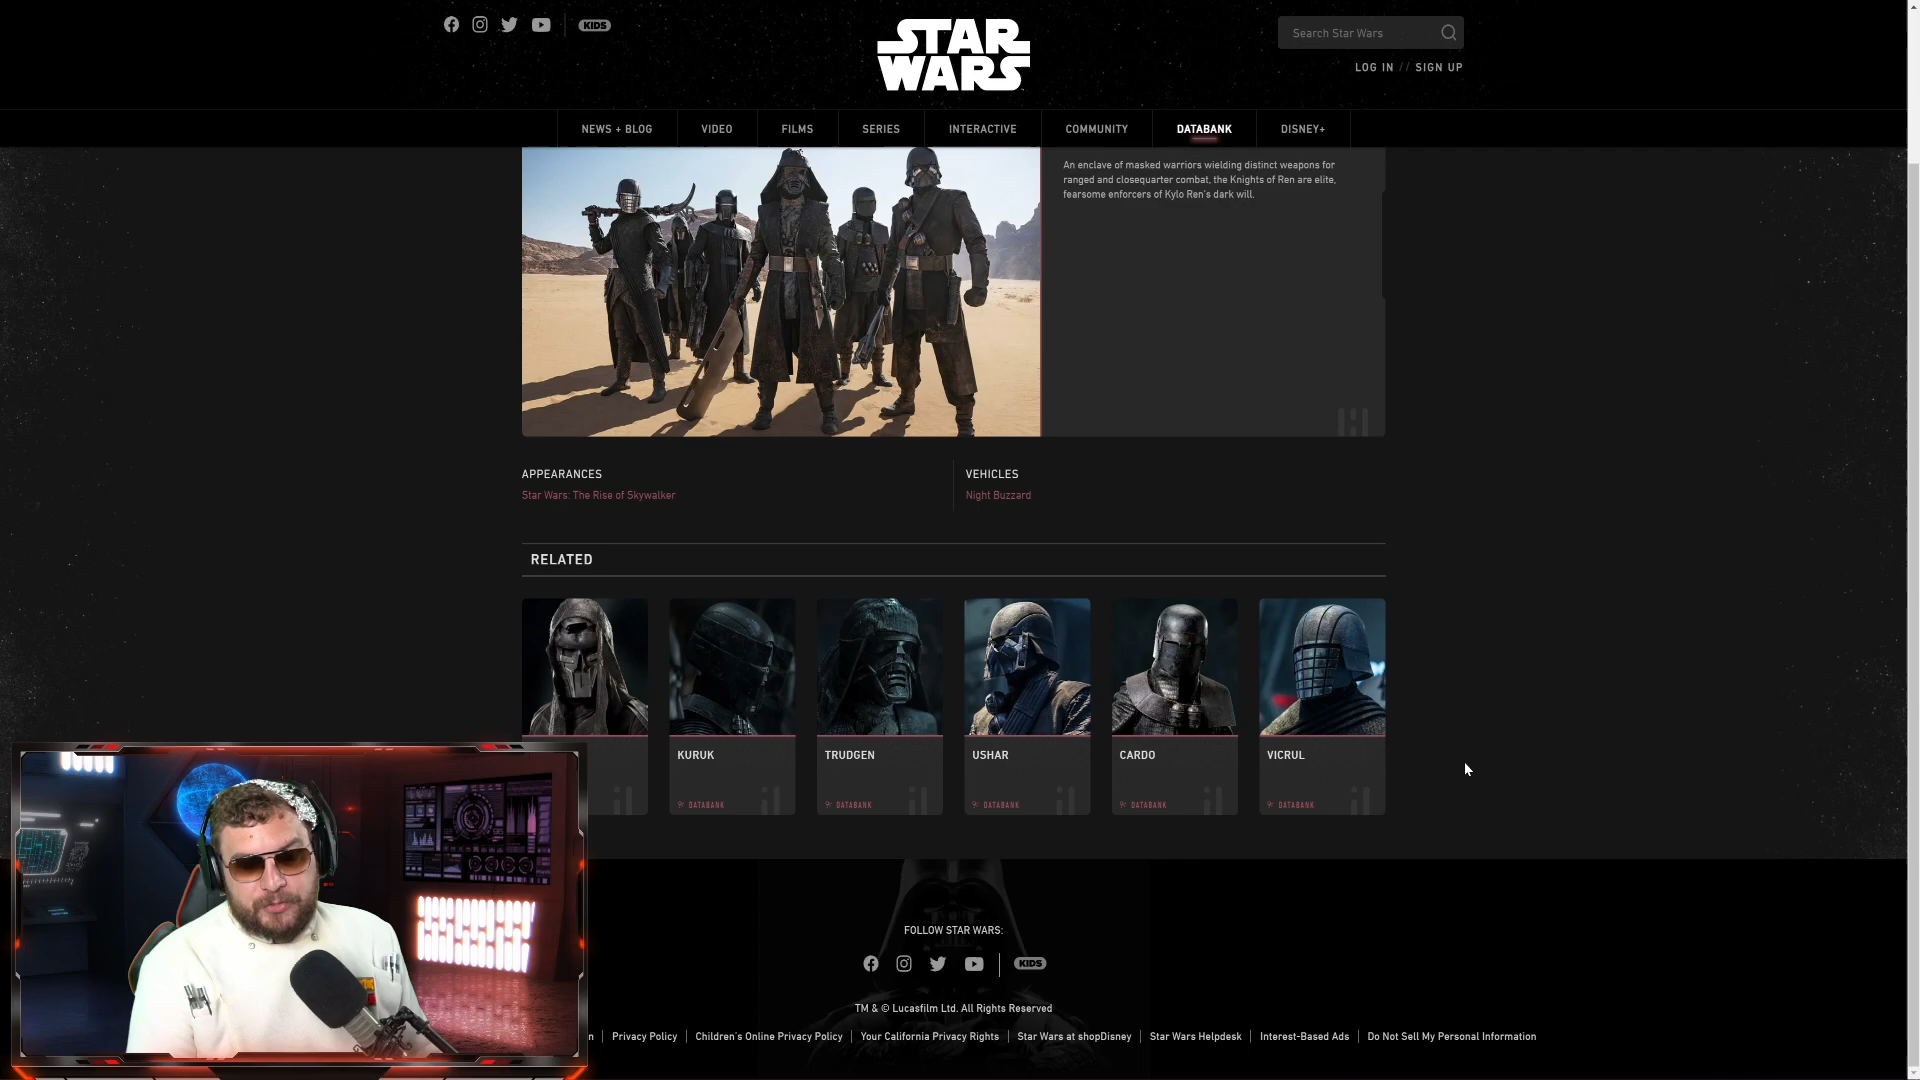 KIDS
STAR
WARS
Search Star Wars
LOG IN // SIGN UP
NEWS + BLOG
VIDEO
FILMS
SERIES
INTERACTIVE
COMMUNITY
DATABANK
DISNEY+
An enclave of masked warriors wielding distinct weapons for
ranged and closequarter combat, the Knights of Ren are elite,
fearsome enforcers of Kylo Ren's dark will.
APPEARANCES
Star Wars: The Rise of Skywalker
VEHICLES
Night Buzzard
RELATED
KURUK
DATABANK
TRUDGEN
DATABANK
USHAR
DATABANK
CARDO
DATABANK
VICRUL
DATABANK
FOLLOW STAR WARS:
KIDS
TM & © Lucasfilm Ltd. All Rights Reserved
Privacy Policy
Children's Online Privacy Policy
Your California Privacy Rights
Star Wars at shopDisney
Star Wars Helpdesk
Interest-Based Ads
Do Not Sell My Personal Information